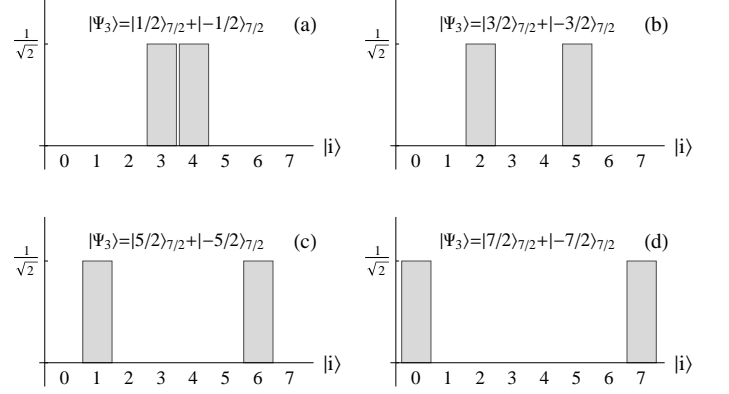 |Ψ₃⟩=|1/2⟩₇/₂+|−1/2⟩₇/₂ (a)
1/√2
|i⟩
0 1 2 3 4 5 6 7
|Ψ₃⟩=|3/2⟩₇/₂+|−3/2⟩₇/₂ (b)
1/√2
|i⟩
0 1 2 3 4 5 6 7
|Ψ₃⟩=|5/2⟩₇/₂+|−5/2⟩₇/₂ (c)
1/√2
|i⟩
0 1 2 3 4 5 6 7
|Ψ₃⟩=|7/2⟩₇/₂+|−7/2⟩₇/₂ (d)
1/√2
|i⟩
0 1 2 3 4 5 6 7